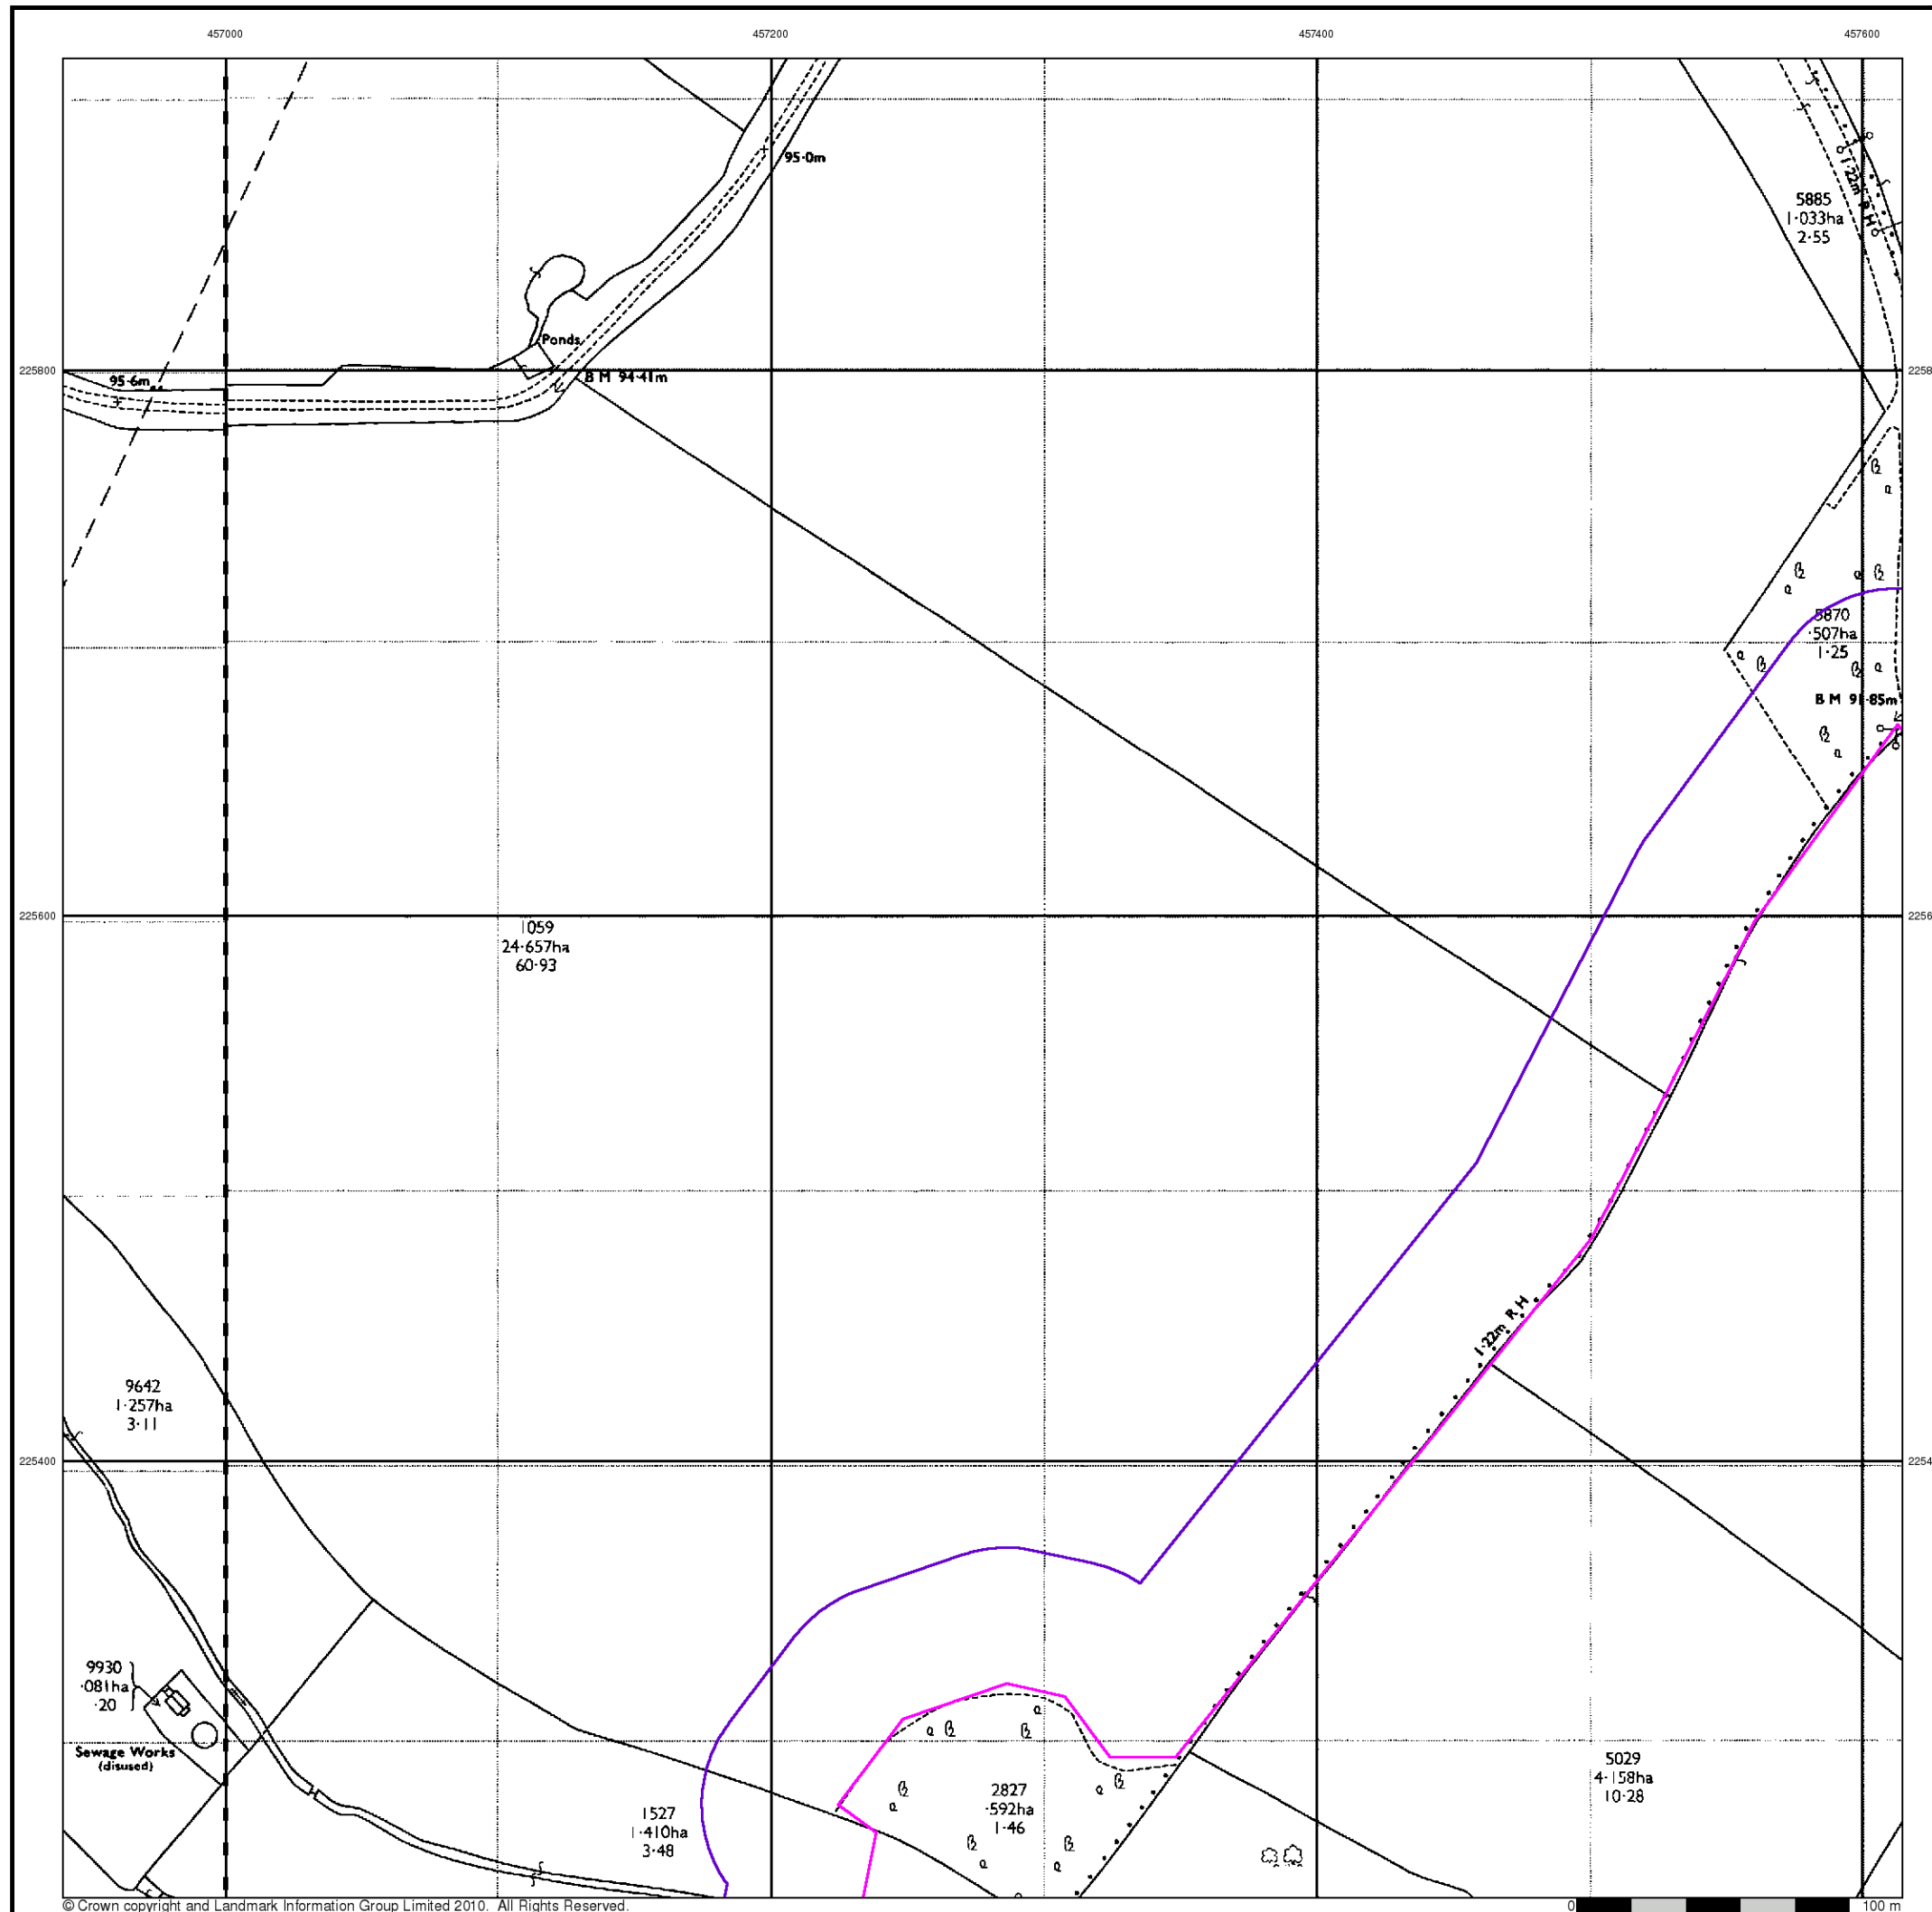 457000
457200
457400
457600
95·0m
1·22m R H
5885
1·033ha
2·55
Ponds
225800
95·6m
B M 94·41m
2258
5870
·507ha
1·25
B M 91·85m
225600
2256
1059
24·657ha
60·93
1·22m R H
9642
1·257ha
3·11
225400
2254
9930
·081ha
·20
Sewage Works
(disused)
5029
4·158ha
10·28
2827
·592ha
1·46
1527
1·410ha
3·48
© Crown copyright and Landmark Information Group Limited 2010. All Rights Reserved.
0
100 m